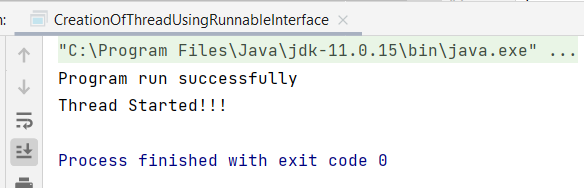 n: CreationOfThreadUsingRunnableInterface
"C:\Program Files\Java\jdk-11.0.15\bin\java.exe" ...
Program run successfully
Thread Started!!!
Process finished with exit code 0